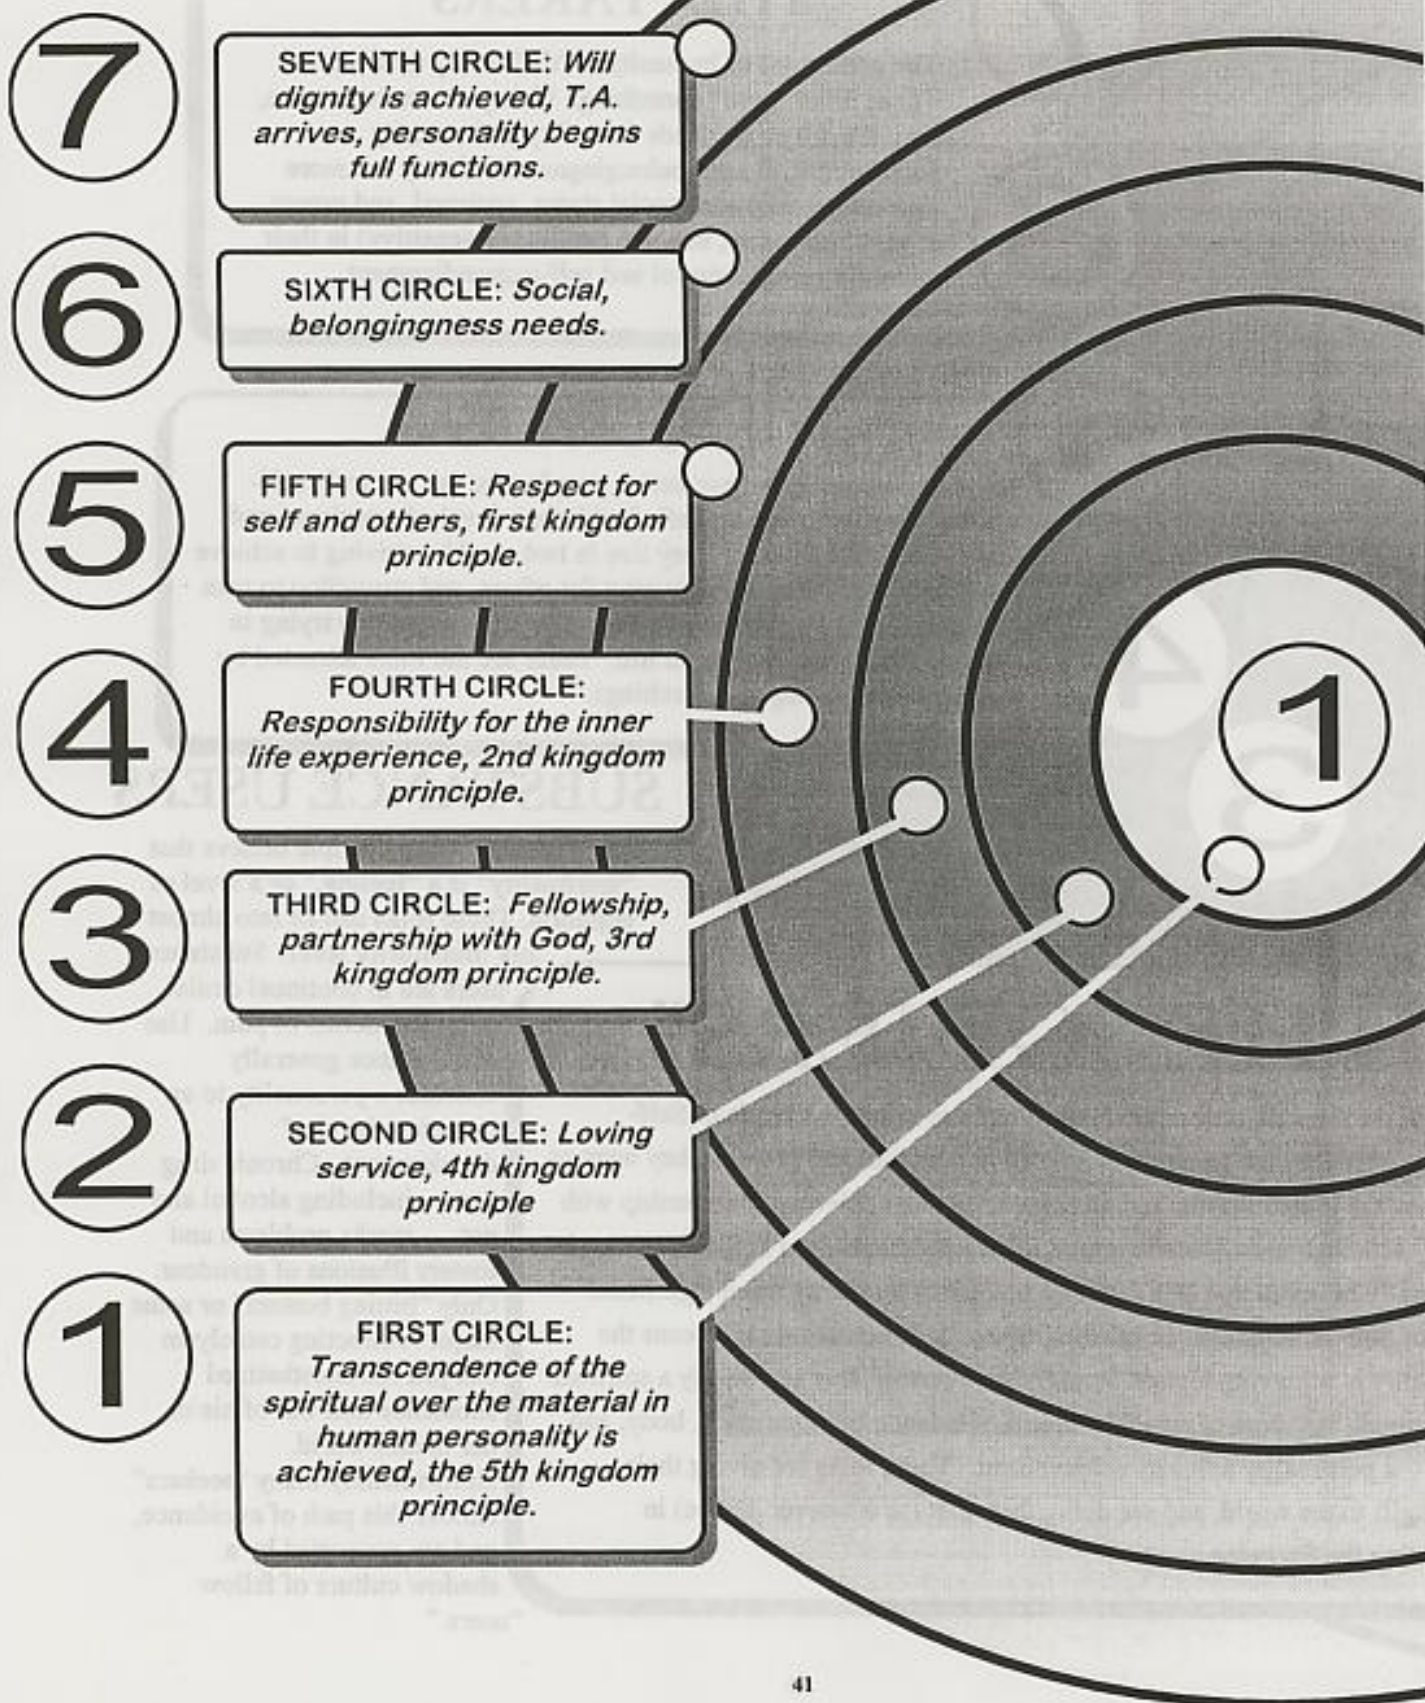 7
SEVENTH CIRCLE: Will
dignity is achieved, T.A.
arrives, personality begins
full functions.
6
SIXTH CIRCLE: Social,
belongingness needs.
5
FIFTH CIRCLE: Respect for
self and others, first kingdom
principle.
4
FOURTH CIRCLE:
Responsibility for the inner
life experience, 2nd kingdom
principle.
1
3
THIRD CIRCLE: Fellowship,
partnership with God, 3rd
kingdom principle.
2
SECOND CIRCLE: Loving
service, 4th kingdom
principle
1
FIRST CIRCLE:
Transcendence of the
spiritual over the material in
human personality is
achieved, the 5th kingdom
principle.
41